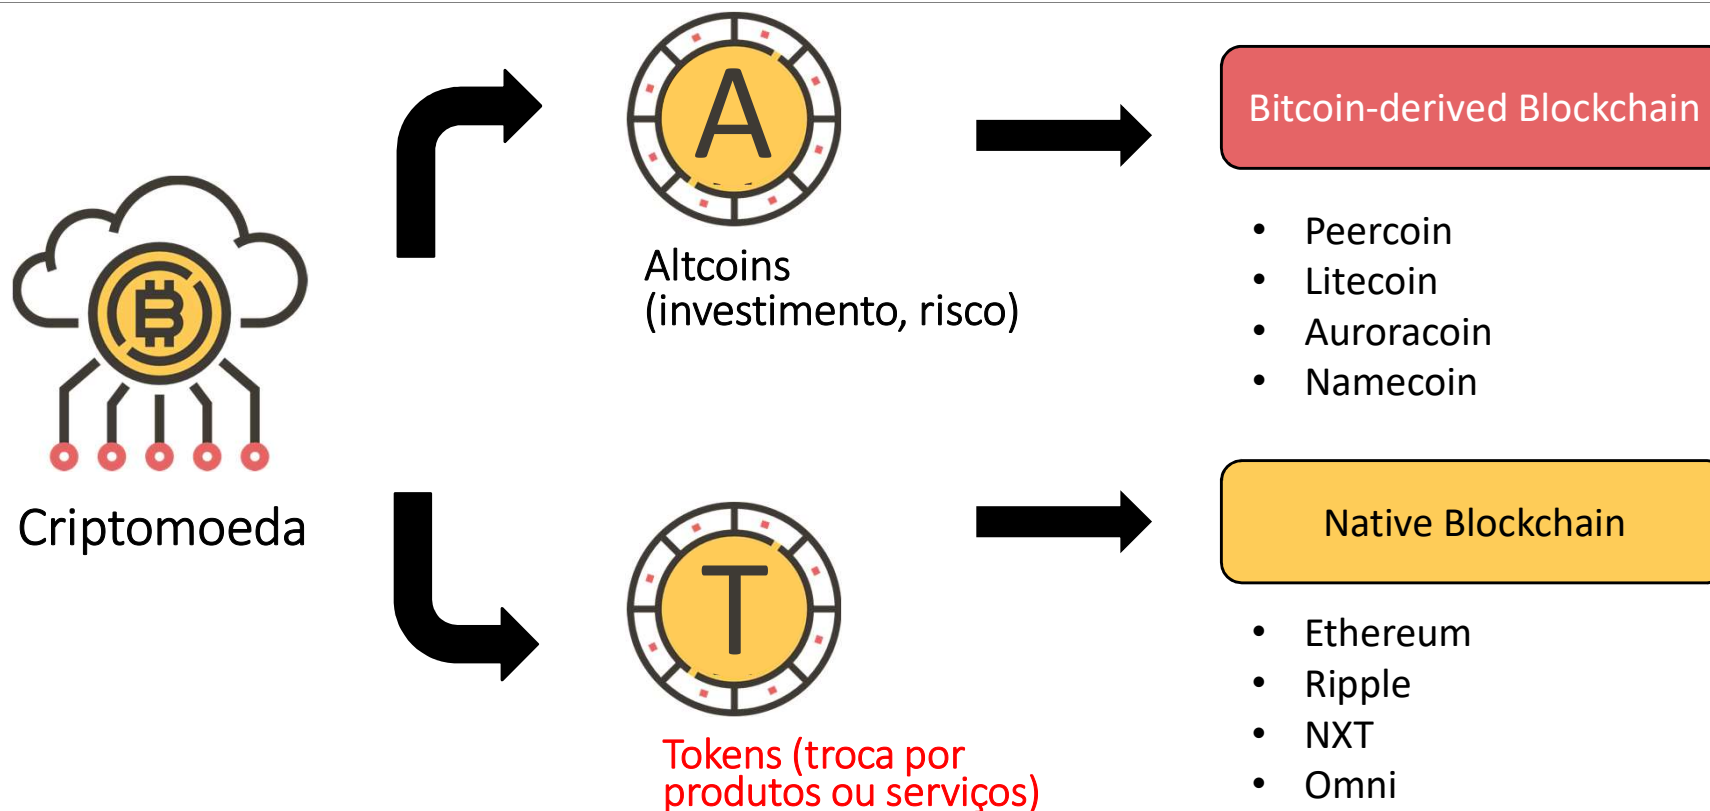 Criptomoeda
A
Altcoins
(investimento, risco)
Bitcoin-derived Blockchain
• Peercoin
• Litecoin
• Auroracoin
• Namecoin
T
Tokens (troca por
produtos ou serviços)
Native Blockchain
• Ethereum
• Ripple
• NXT
• Omni